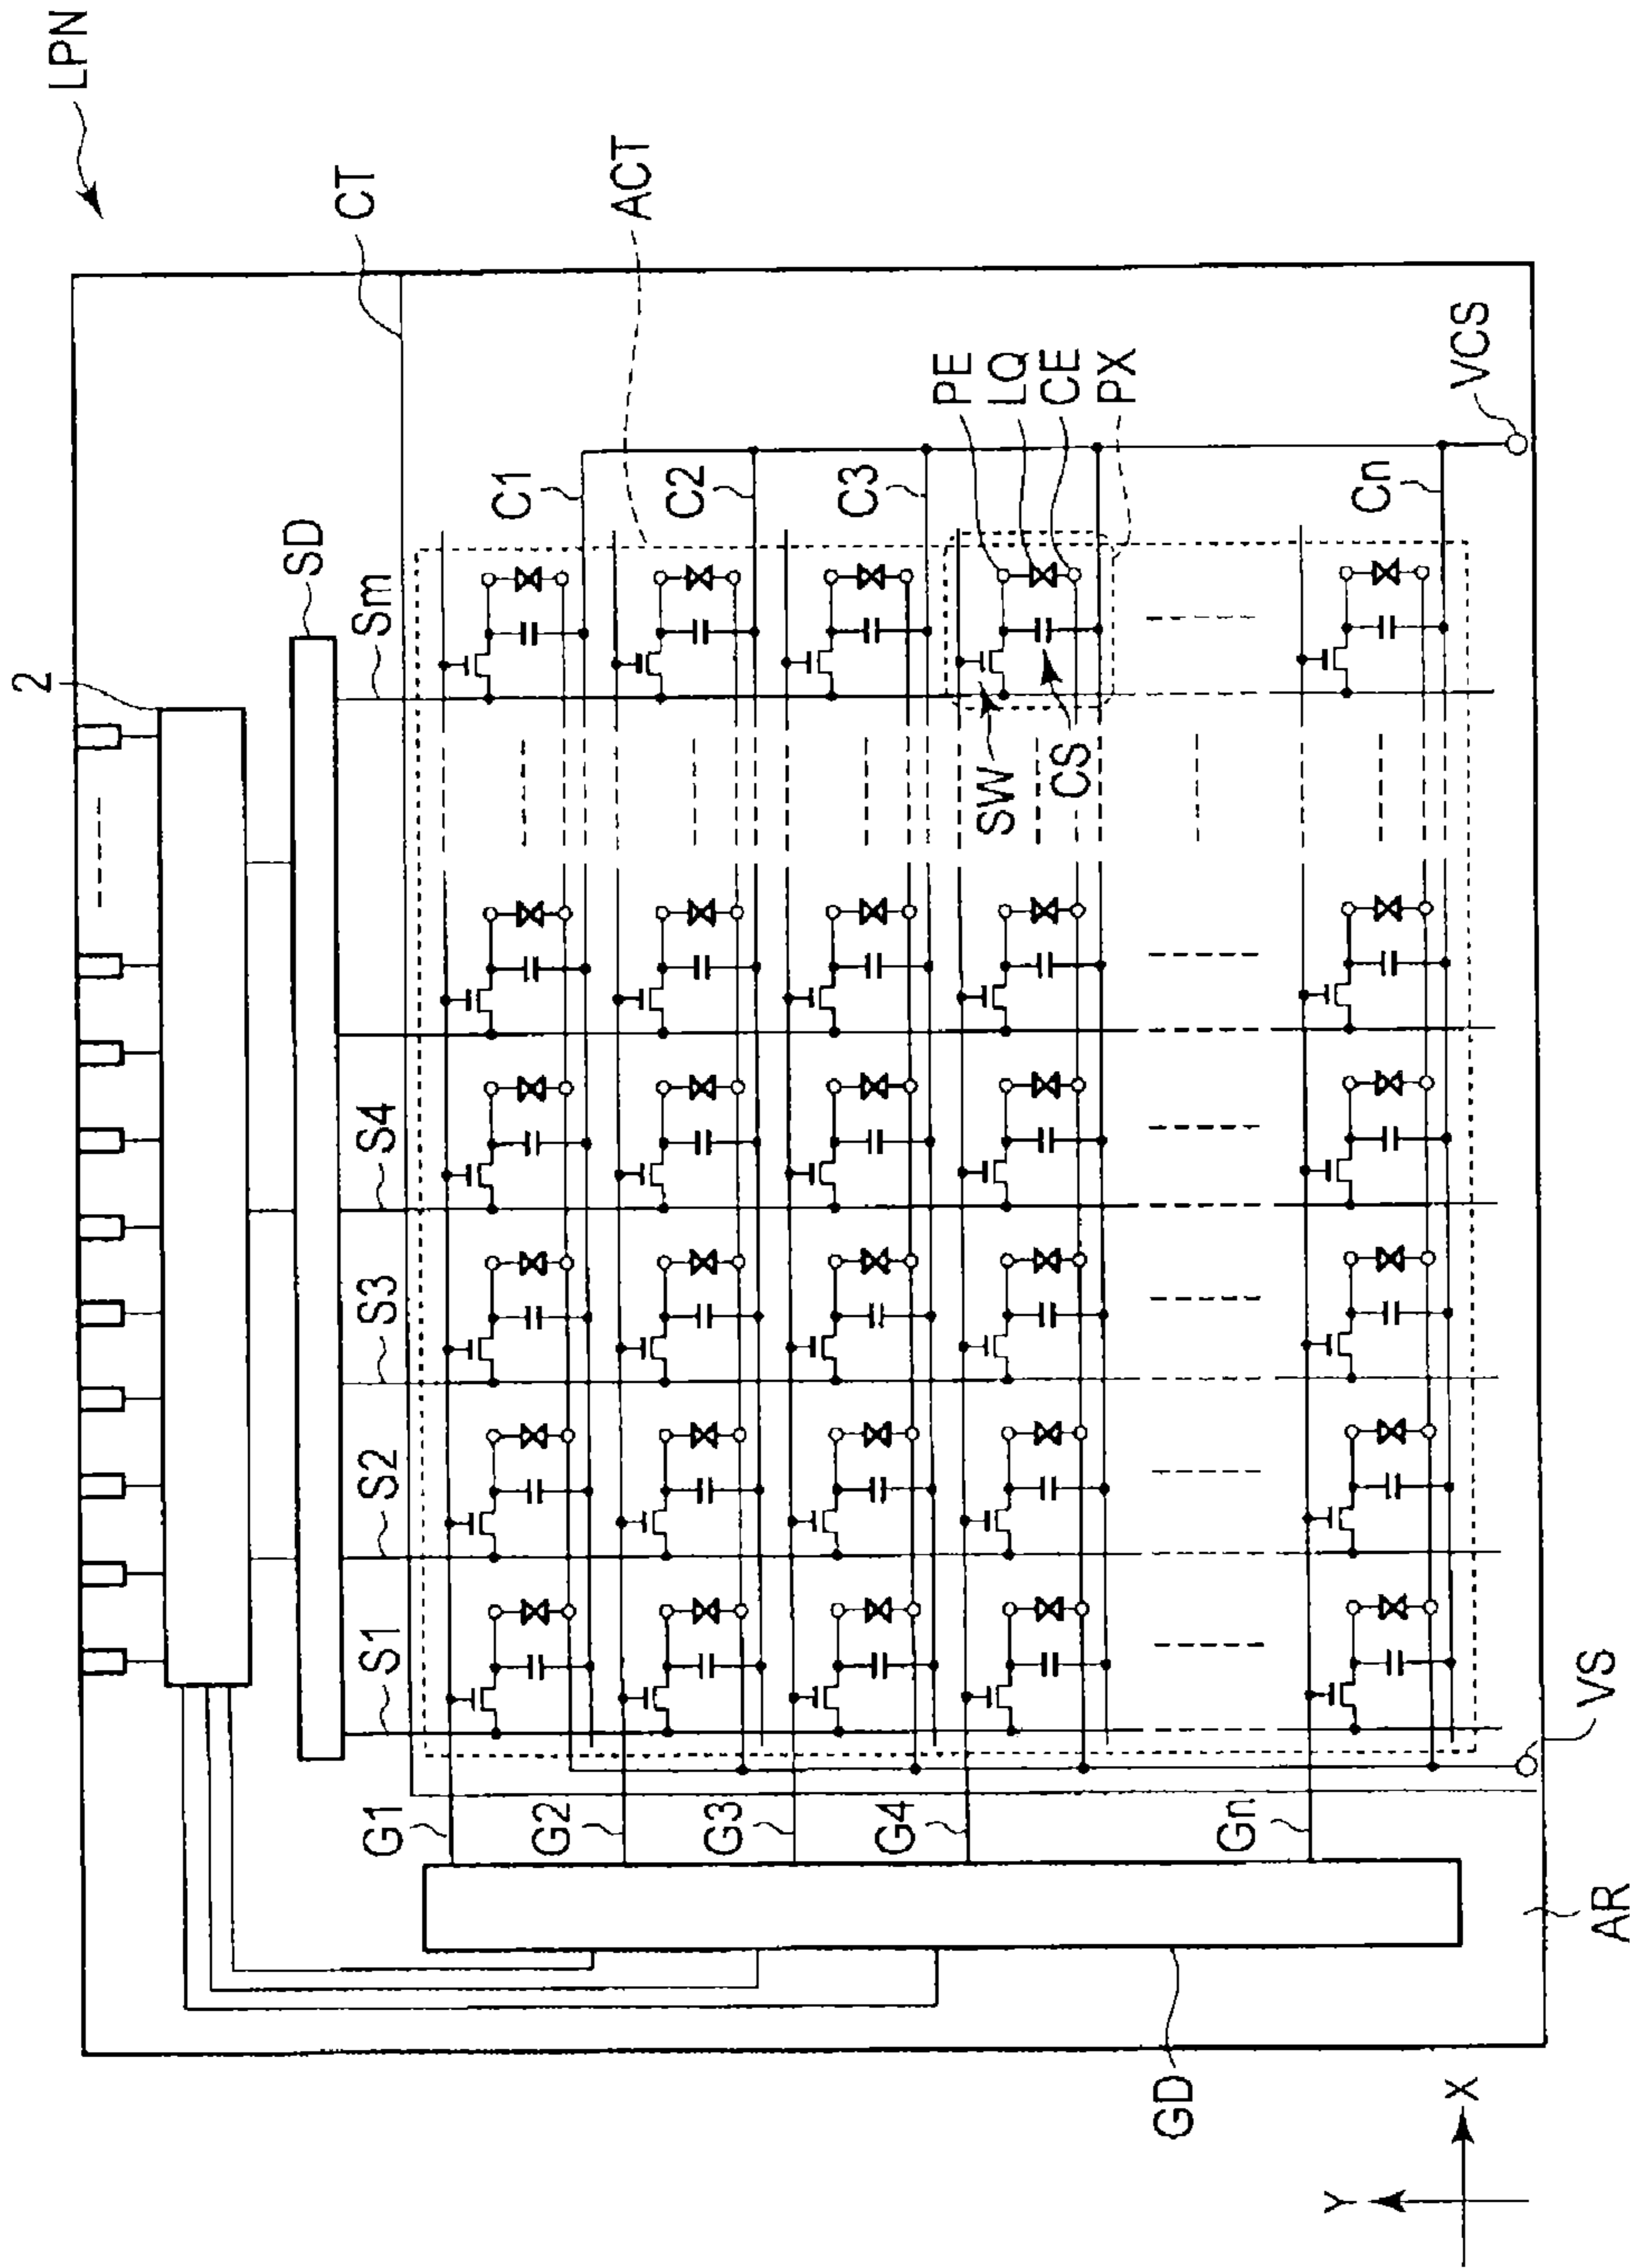 LPN
CT
ACT
2
SD
Sm
S4
S3
S2
S1
C1
C2
C3
Cn
PE
LQ
CE
PX
VCS
SW
CS
G1
G2
G3
G4
Gn
VS
AR
GD
Y
X